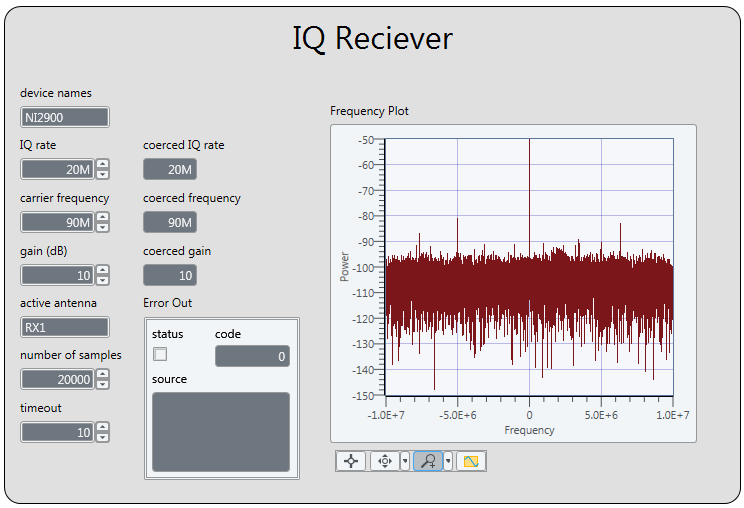 IQ Reciever
device names
NI2900
IQ rate
20M
coerced IQ rate
20M
carrier frequency
90M
coerced frequency
90M
gain (dB)
10
coerced gain
10
active antenna
RX1
number of samples
20000
timeout
10
Error Out
status
code
0
source
Frequency Plot
Power
-50
-60
-70
-80
-90
-100
-110
-120
-130
-140
-150
-1.0E+7 -5.0E+6 0 5.0E+6 1.0E+7
Frequency